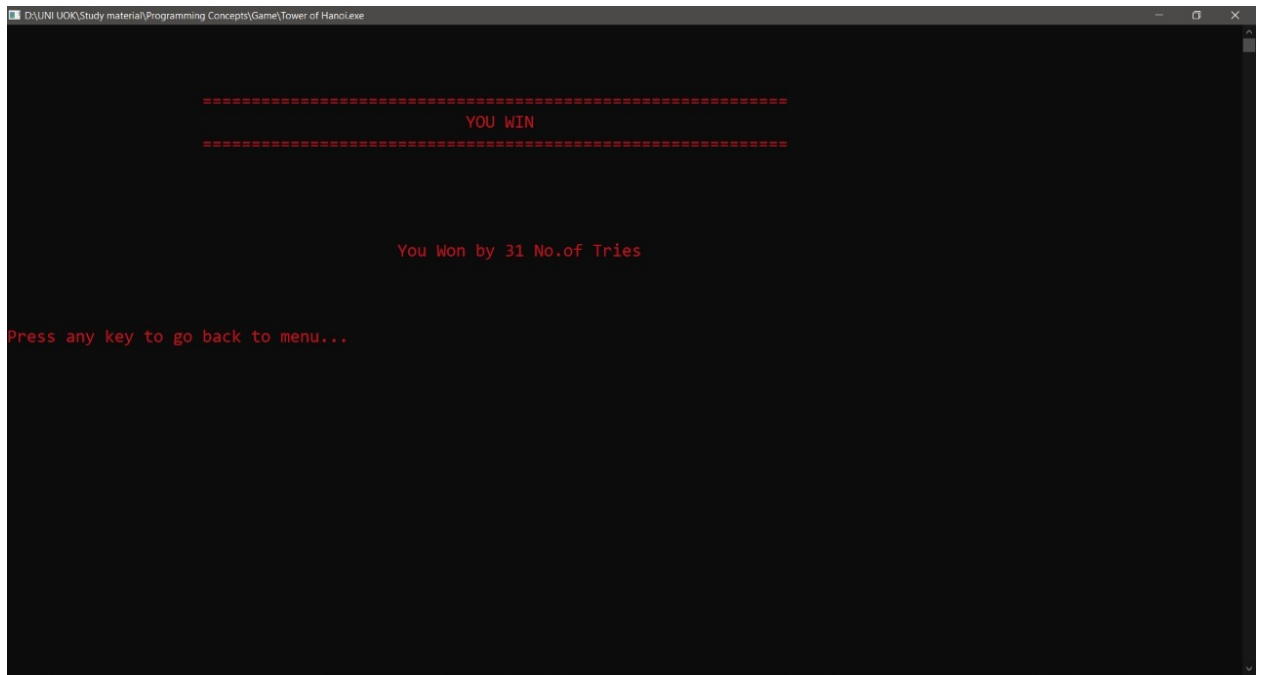 D:\UNI UOK\Study material\Programming Concepts\Game\Tower of Hanoi.exe
============================================================
YOU WIN
============================================================
You Won by 31 No.of Tries
Press any key to go back to menu...